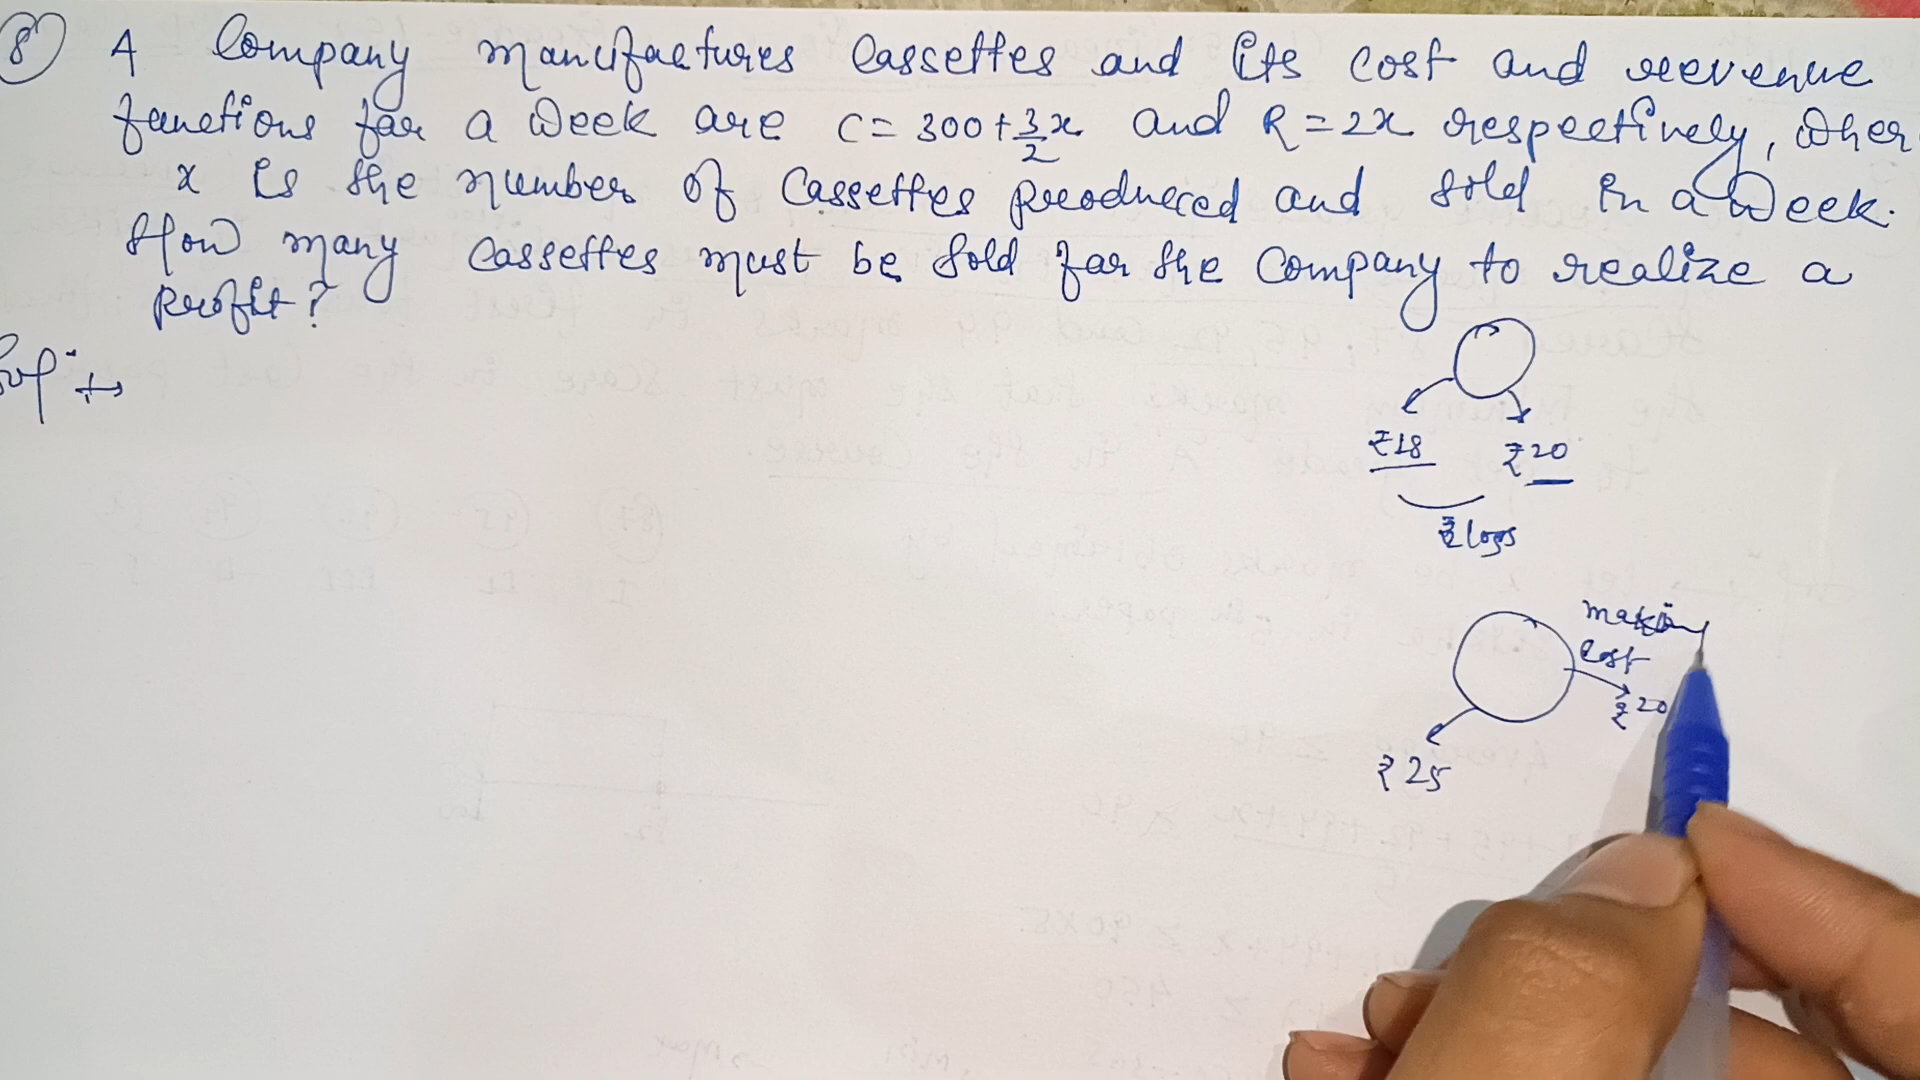 8 A Company manufactures Cassettes and its cost and revenue
functions for a week are C = 300 + 3/2 x and R = 2x respectively, wher
x is the number of Cassettes produced and sold in a week.
How many cassettes must be sold for the Company to realize a
profit?
Sol :→
₹18 ₹20
₹2 loss
making
Cost
₹20
₹25